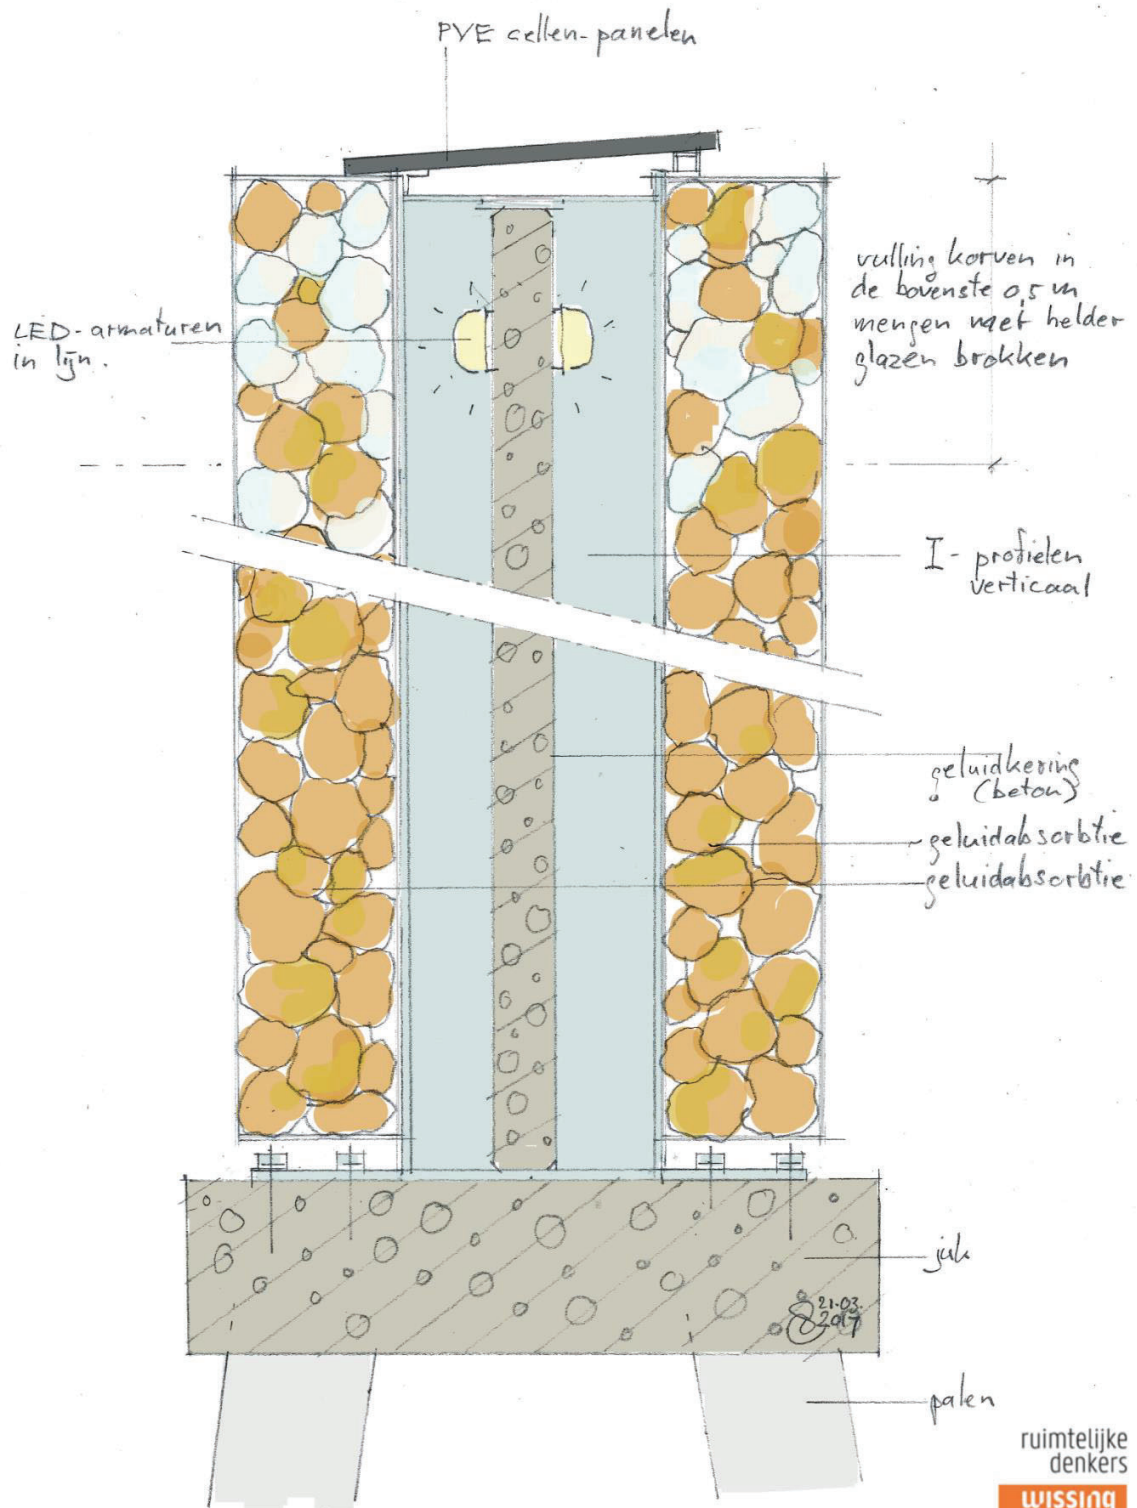 PVE cellen-panelen
LED-armaturen
in lijn.
vulling korven in
de bovenste 0,5 m
mengen met helder
glazen brokken
I - profielen
verticaal
geluidkering
(beton)
geluidabsorbtie
geluidabsorbtie
juk
21-03.
2017
palen
ruimtelijke
denkers
wissing